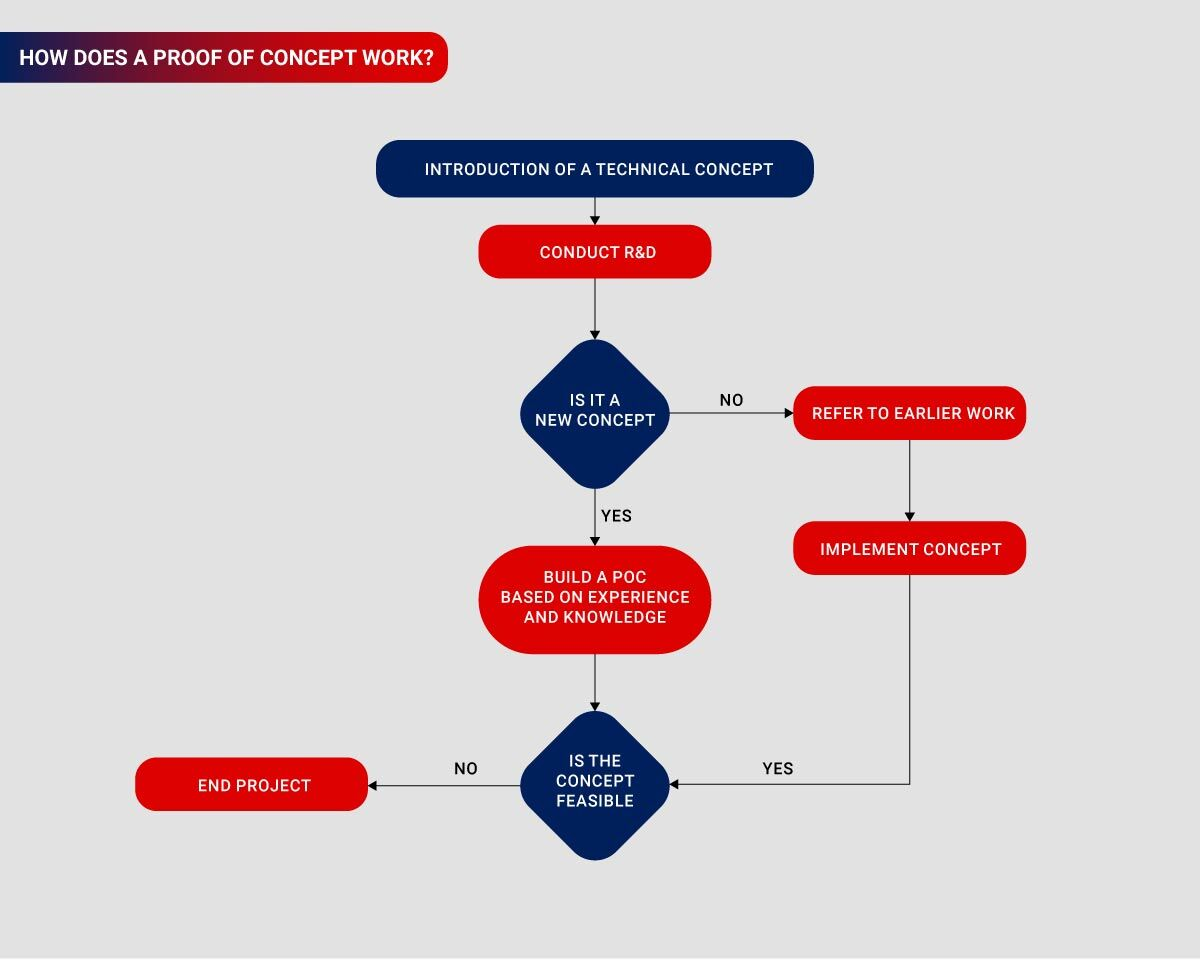 HOW DOES A PROOF OF CONCEPT WORK?
INTRODUCTION OF A TECHNICAL CONCEPT
CONDUCT R&D
IS IT A
NEW CONCEPT
NO
REFER TO EARLIER WORK
YES
IMPLEMENT CONCEPT
BUILD A POC
BASED ON EXPERIENCE
AND KNOWLEDGE
END PROJECT
NO
IS THE
CONCEPT
FEASIBLE
YES